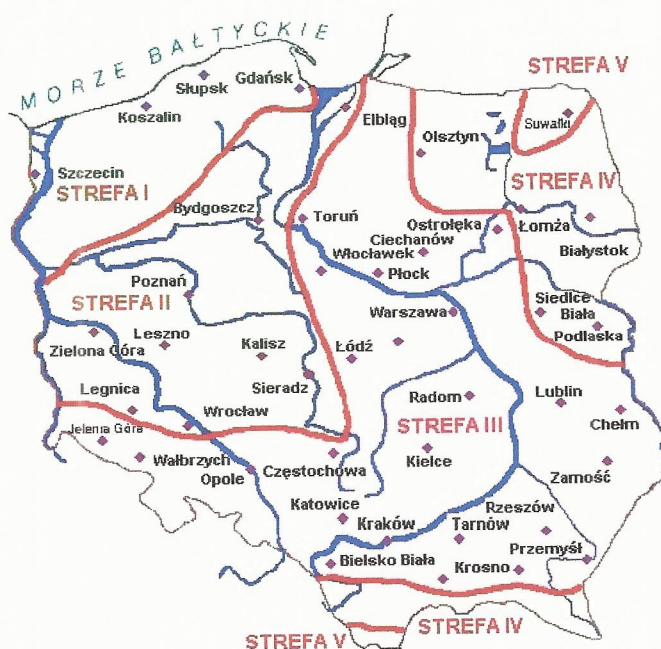 MORZE BAŁTYCKIE
STREFA V
Słupsk
Gdańsk
Koszalin
Elbląg
Olsztyn
Suwałki
Szczecin
STREFA I
STREFA IV
Bydgoszcz
Toruń
Ostrołęka
Łomża
Ciechanów
Białystok
Włocławek
Płock
Poznań
STREFA II
Siedlce
Biała
Podlaska
Warszawa
Leszno
Zielona Góra
Kalisz
Łódź
Sieradz
Legnica
Radom
Lublin
Wrocław
Chełm
Jelenia Góra
STREFA III
Wałbrzych
Opole
Częstochowa
Kielce
Zamość
Katowice
Rzeszów
Kraków
Tarnów
Przemyśl
Bielsko Biała
Krosno
STREFA V
STREFA IV